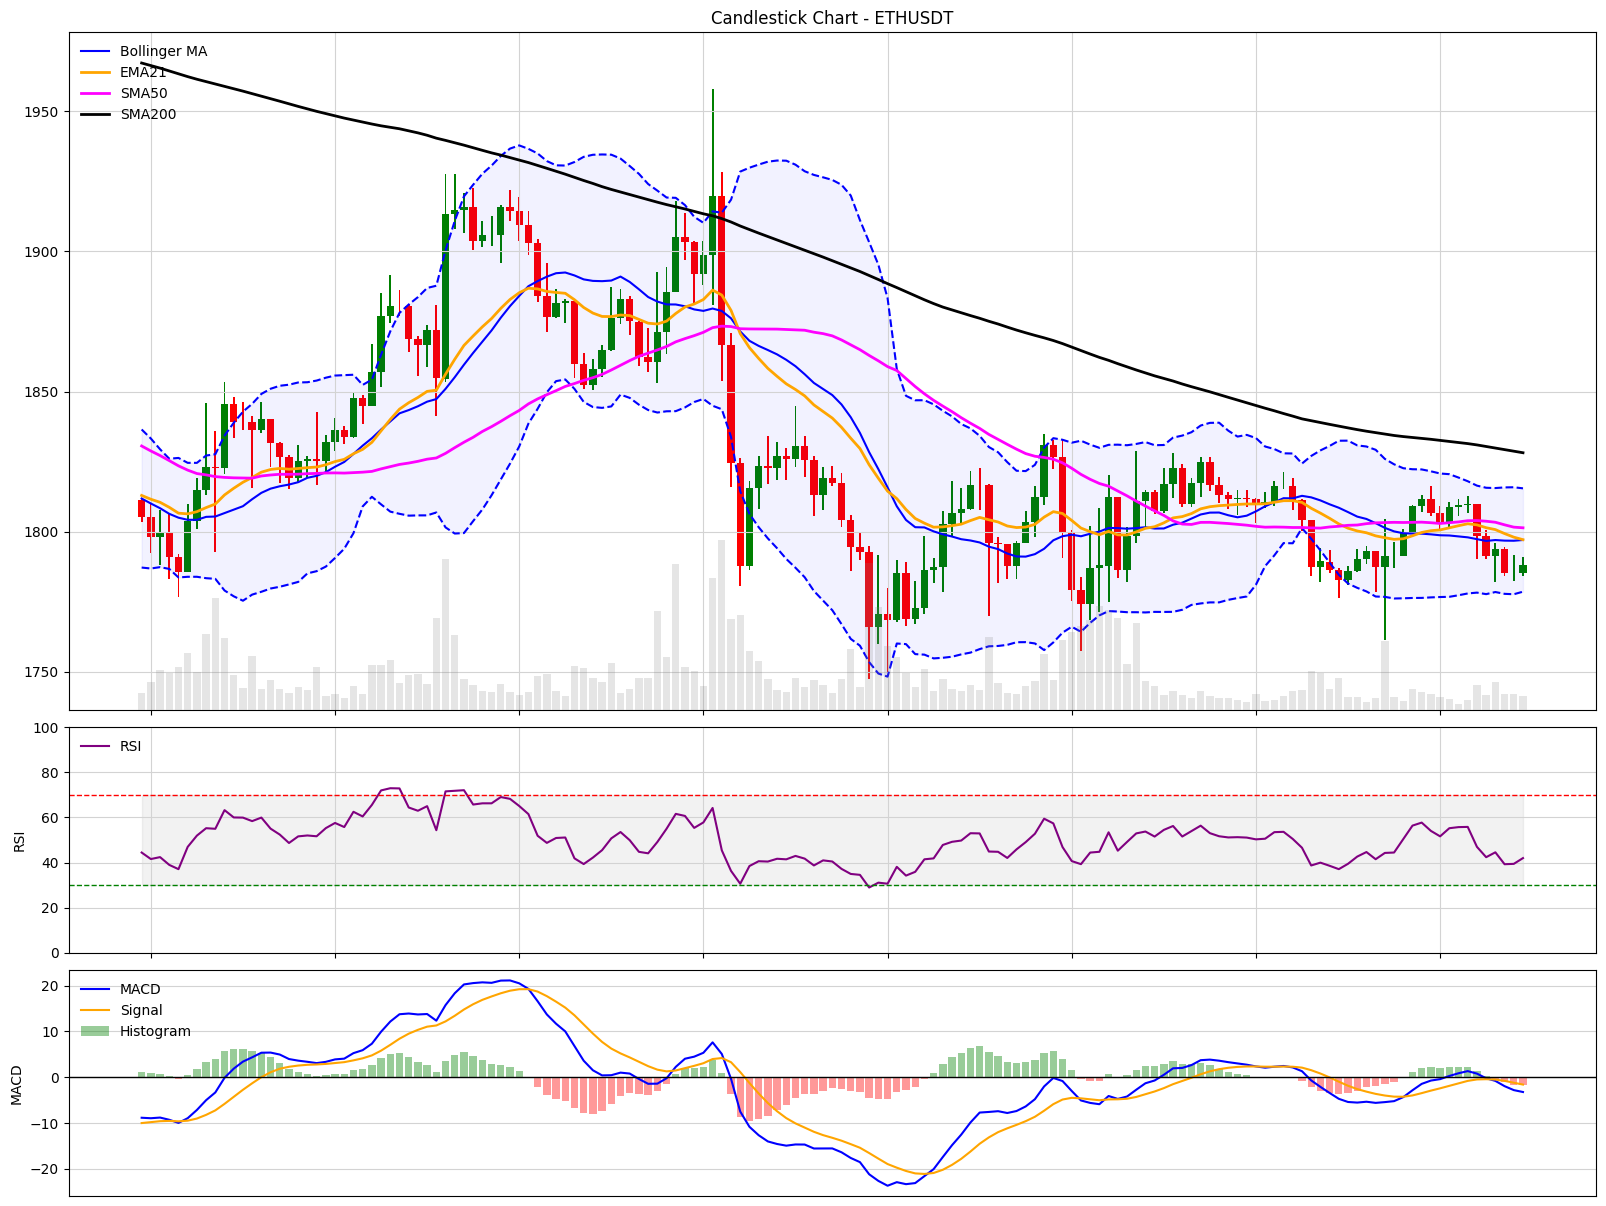 Candlestick Chart - ETHUSDT
Bollinger MA
EMA21
SMA50
SMA200
1950
1900
1850
1800
1750
RSI
100
80
60
40
20
0
RSI
MACD
Signal
Histogram
20
10
0
−10
−20
MACD